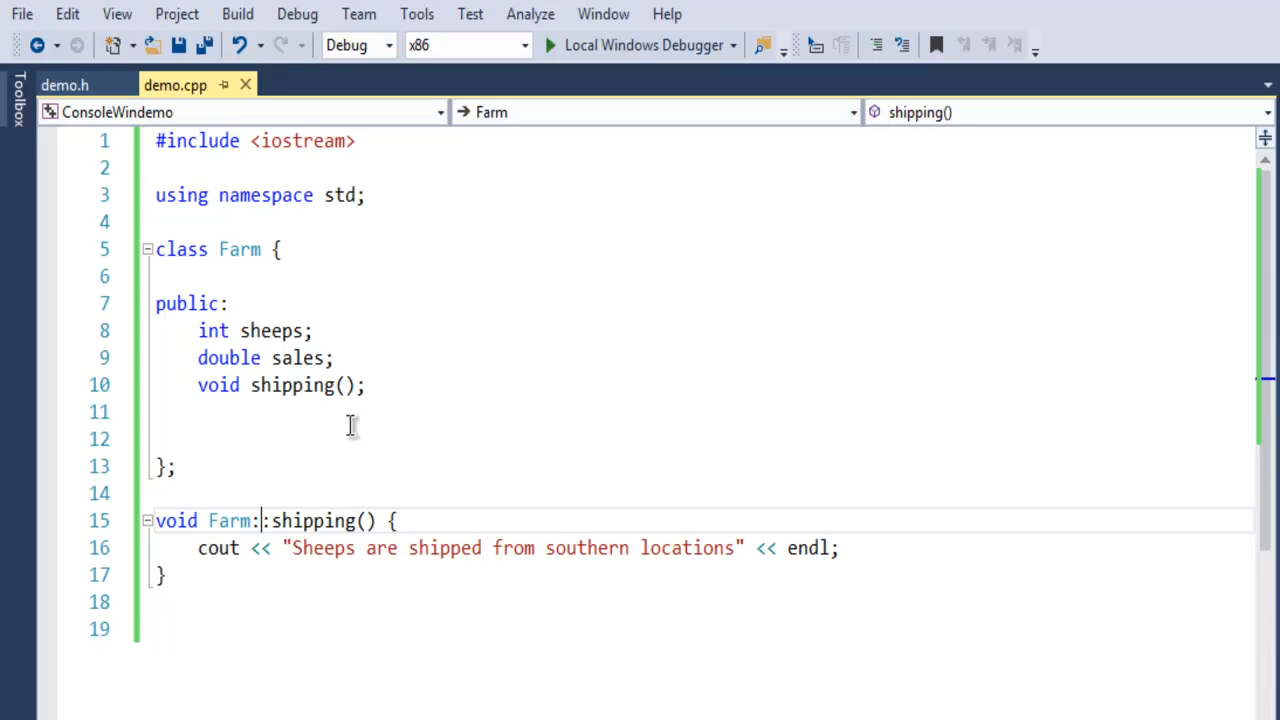 File Edit View Project Build Debug Team Tools Test Analyze Window Help
Debug x86 Local Windows Debugger
Toolbox
demo.h demo.cpp
ConsoleWindemo Farm shipping()
1 #include <iostream>
2
3 using namespace std;
4
5 class Farm {
6
7 public:
8 int sheeps;
9 double sales;
10 void shipping();
11
12
13 };
14
15 void Farm::shipping() {
16 cout << "Sheeps are shipped from southern locations" << endl;
17 }
18
19